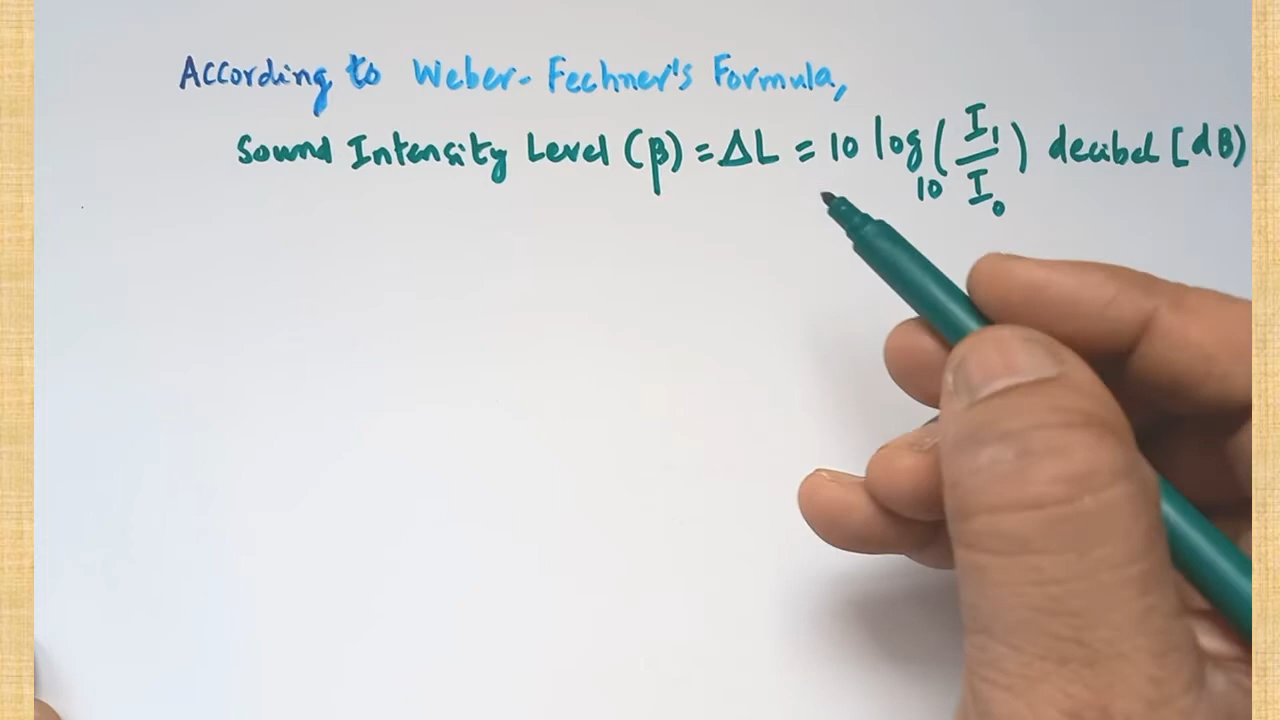 According to Weber-Fechner's Formula,
Sound Intensity Level (β) = ΔL = 10 log₁₀ (I₁/I₀) decibel [dB)